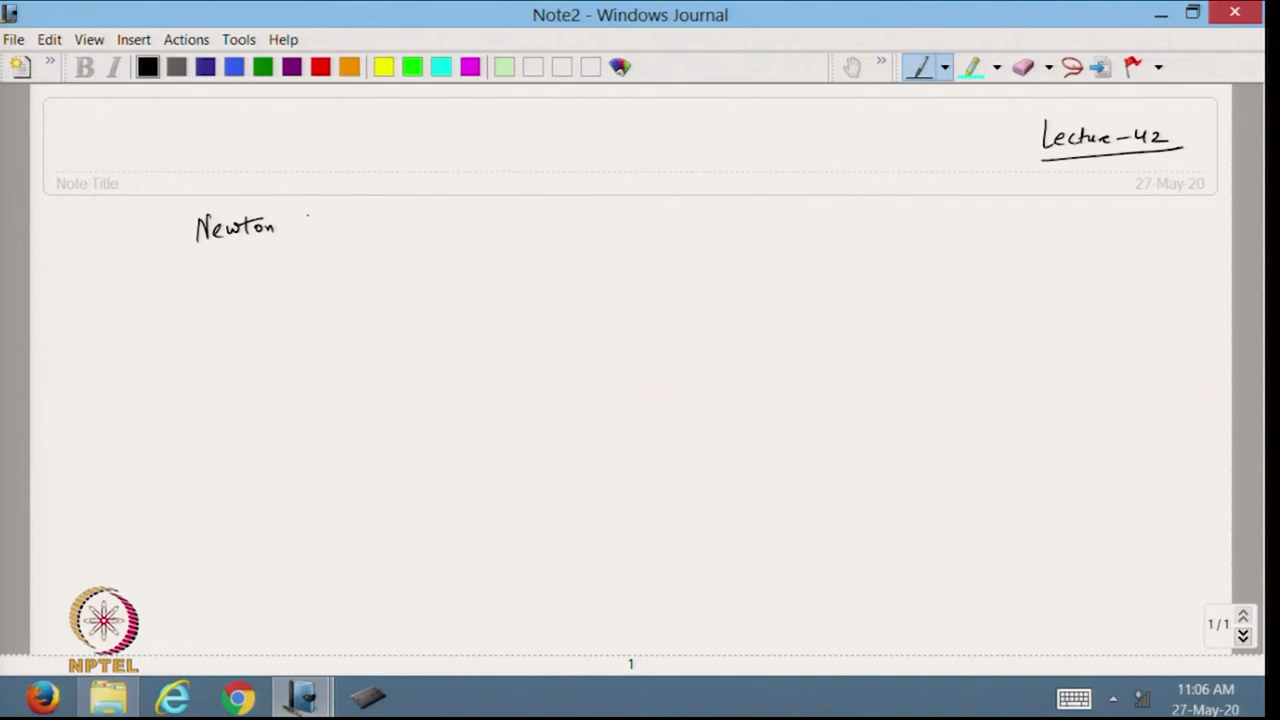 Note2 - Windows Journal
File Edit View Insert Actions Tools Help
B I
Lecture-42
Note Title
27-May-20
Newton
1/1
NPTEL
1
11:06 AM
27-May-20